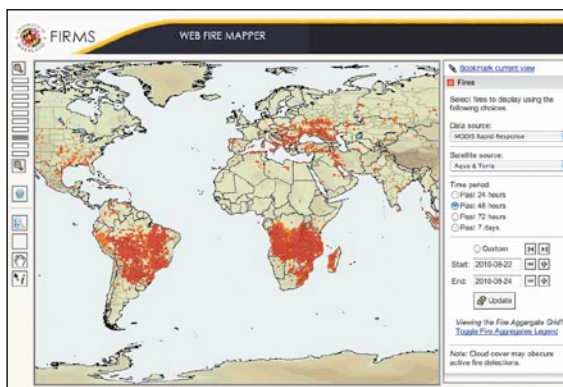 FIRMS
WEB FIRE MAPPER
Bookmark current view
Fires
Select fires to display using the
following choices.
Data source:
MODIS Rapid Response
Satellite source:
Aqua & Terra
Time period:
Past 24 hours
Past 48 hours
Past 72 hours
Past 7 days
Custom
Start: 2010-08-22
End: 2010-08-24
Update
Viewing the Fire Aggergate Grid?
Toggle Fire Aggregates Legend
Note: Cloud cover may obscure
active fire detections.